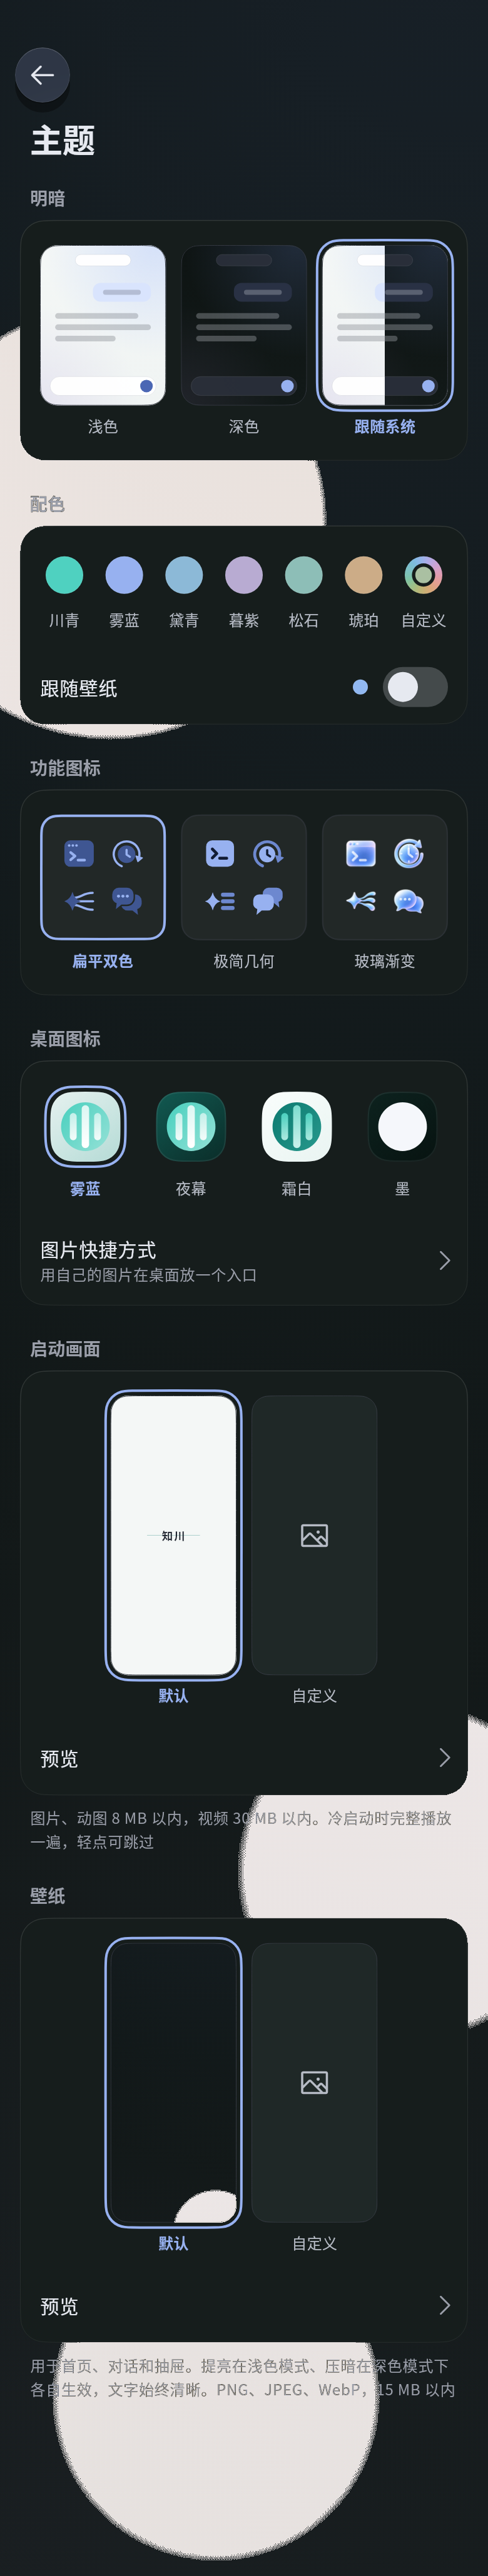 主题
明暗
浅色
深色
跟随系统
配色
川青
雾蓝
黛青
暮紫
松石
琥珀
自定义
跟随壁纸
功能图标
扁平双色
极简几何
玻璃渐变
桌面图标
雾蓝
夜幕
霜白
墨
图片快捷方式
用自己的图片在桌面放一个入口
启动画面
知川
默认
自定义
预览
图片、动图 8 MB 以内，视频 30 MB 以内。冷启动时完整播放
一遍，轻点可跳过
壁纸
默认
自定义
预览
用于首页、对话和抽屉。提亮在浅色模式、压暗在深色模式下
各自生效，文字始终清晰。PNG、JPEG、WebP，15 MB 以内